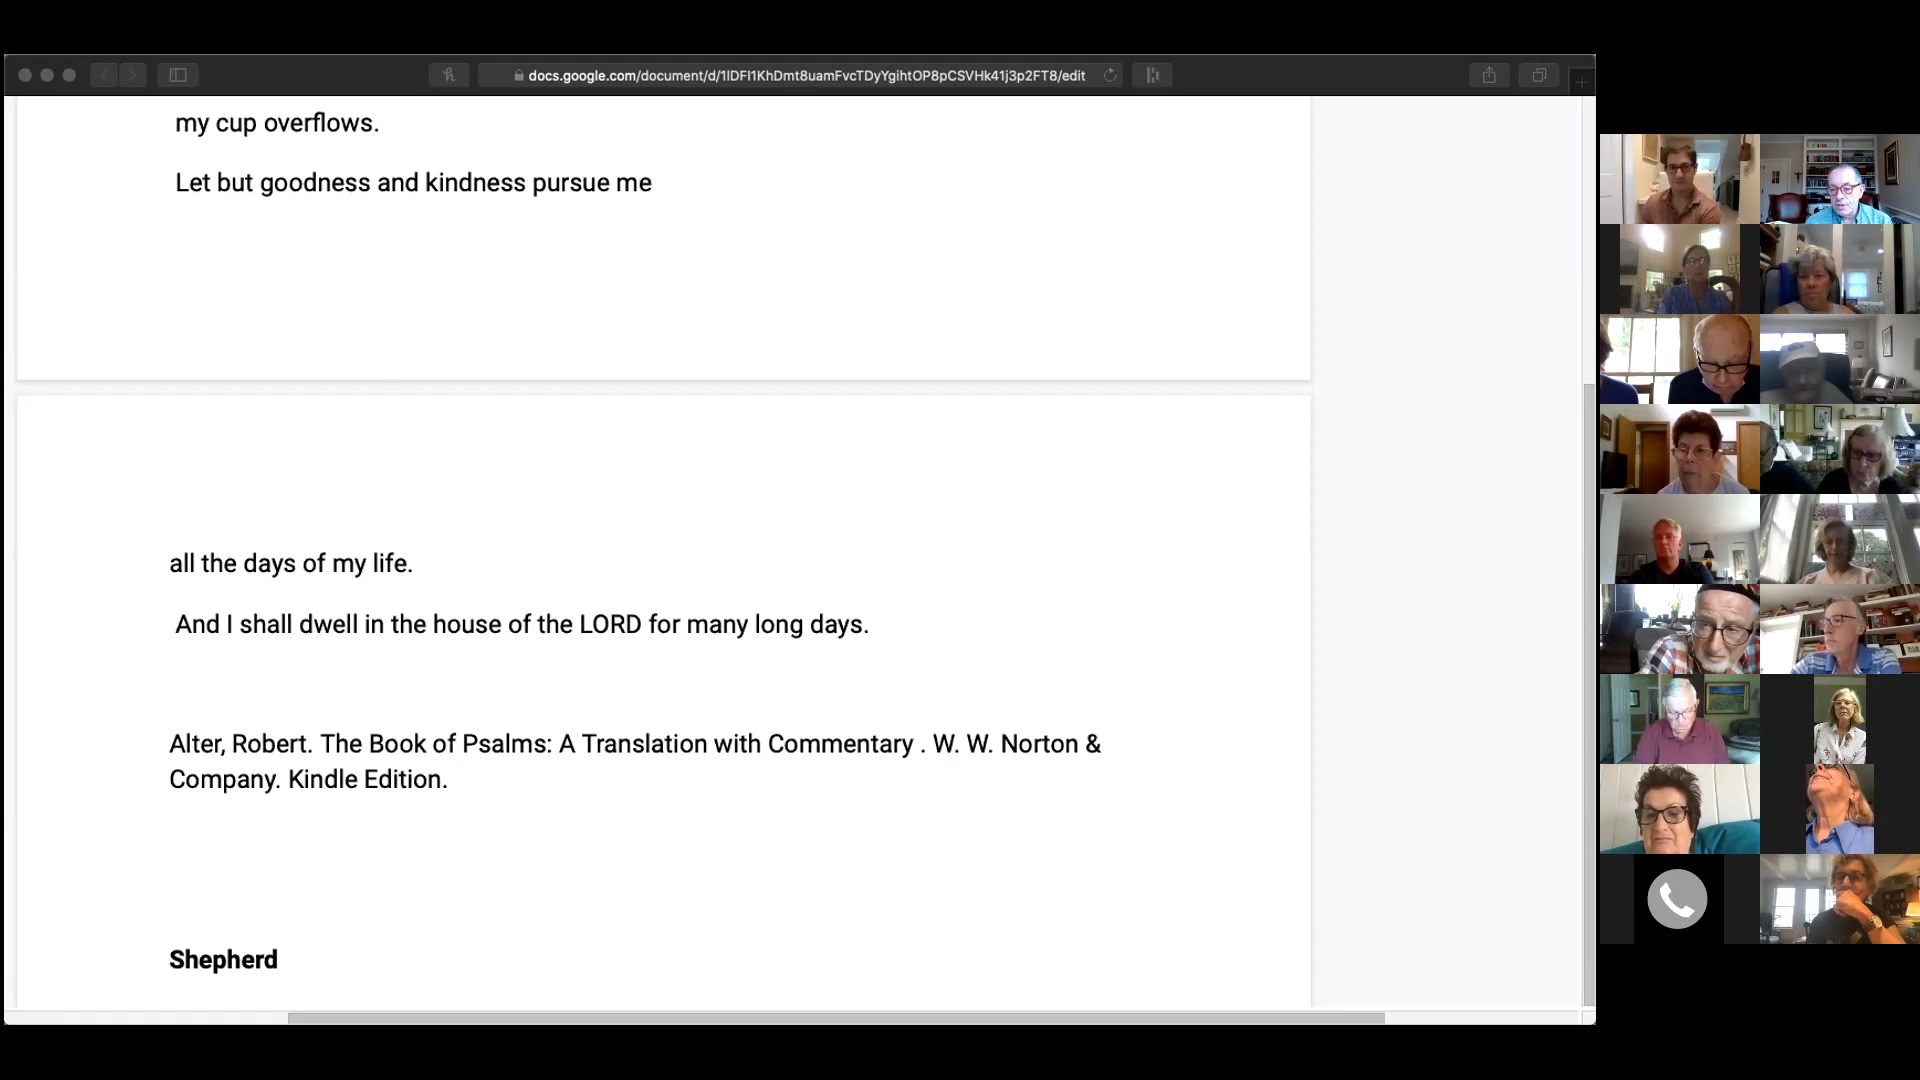 docs.google.com/document/d/1lDFl1KhDmt8uamFvcTDyYgihtOP8pCSVHk41j3p2FT8/edit
my cup overflows.
Let but goodness and kindness pursue me
all the days of my life.
And I shall dwell in the house of the LORD for many long days.
Alter, Robert. The Book of Psalms: A Translation with Commentary . W. W. Norton &
Company. Kindle Edition.
Shepherd